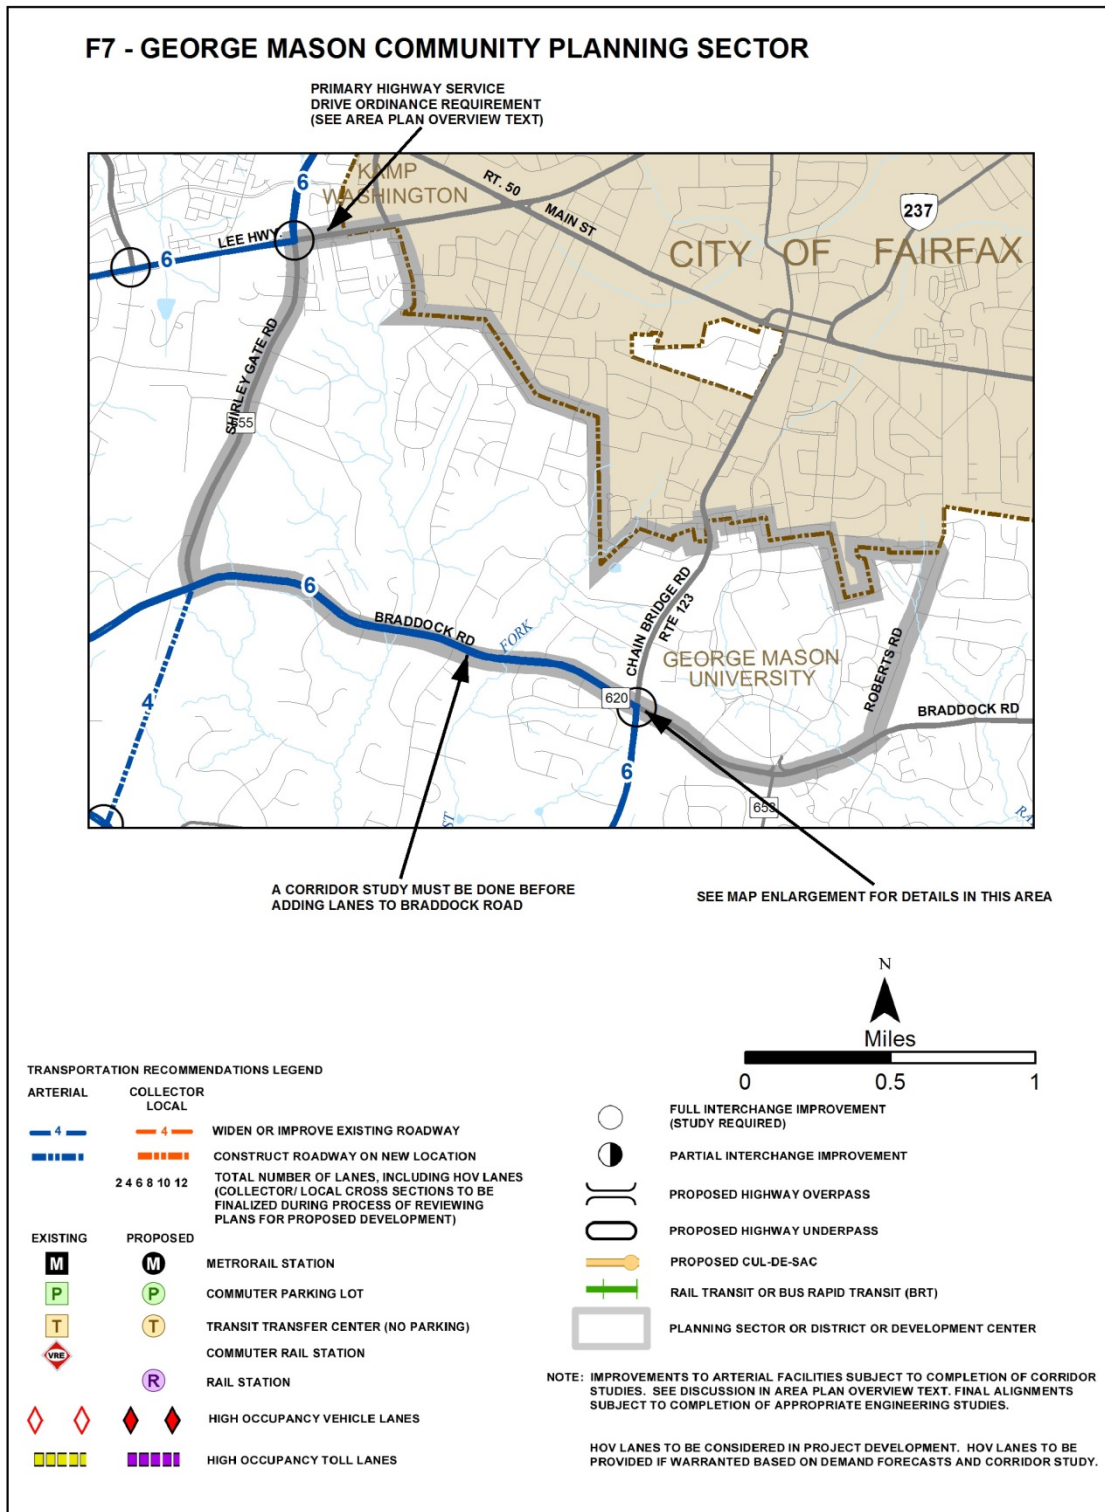 F7 - GEORGE MASON COMMUNITY PLANNING SECTOR
PRIMARY HIGHWAY SERVICE
DRIVE ORDINANCE REQUIREMENT
(SEE AREA PLAN OVERVIEW TEXT)
KAMP
WASHINGTON
6
RT. 50
MAIN ST
237
LEE HWY.
6
CITY OF FAIRFAX
SHIRLEY GATE RD
655
6
BRADDOCK RD
FORK
CHAIN BRIDGE RD
RTE 123
GEORGE MASON
UNIVERSITY
ROBERTS RD
620
BRADDOCK RD
4
6
653
ST
A CORRIDOR STUDY MUST BE DONE BEFORE
ADDING LANES TO BRADDOCK ROAD
SEE MAP ENLARGEMENT FOR DETAILS IN THIS AREA
N
Miles
0 0.5 1
TRANSPORTATION RECOMMENDATIONS LEGEND
ARTERIAL COLLECTOR
LOCAL
4 4 WIDEN OR IMPROVE EXISTING ROADWAY
CONSTRUCT ROADWAY ON NEW LOCATION
2 4 6 8 10 12 TOTAL NUMBER OF LANES, INCLUDING HOV LANES
(COLLECTOR/ LOCAL CROSS SECTIONS TO BE
FINALIZED DURING PROCESS OF REVIEWING
PLANS FOR PROPOSED DEVELOPMENT)
EXISTING PROPOSED
M M METRORAIL STATION
P P COMMUTER PARKING LOT
T T TRANSIT TRANSFER CENTER (NO PARKING)
VRE COMMUTER RAIL STATION
R RAIL STATION
HIGH OCCUPANCY VEHICLE LANES
HIGH OCCUPANCY TOLL LANES
FULL INTERCHANGE IMPROVEMENT
(STUDY REQUIRED)
PARTIAL INTERCHANGE IMPROVEMENT
PROPOSED HIGHWAY OVERPASS
PROPOSED HIGHWAY UNDERPASS
PROPOSED CUL-DE-SAC
RAIL TRANSIT OR BUS RAPID TRANSIT (BRT)
PLANNING SECTOR OR DISTRICT OR DEVELOPMENT CENTER
NOTE: IMPROVEMENTS TO ARTERIAL FACILITIES SUBJECT TO COMPLETION OF CORRIDOR
STUDIES. SEE DISCUSSION IN AREA PLAN OVERVIEW TEXT. FINAL ALIGNMENTS
SUBJECT TO COMPLETION OF APPROPRIATE ENGINEERING STUDIES.
HOV LANES TO BE CONSIDERED IN PROJECT DEVELOPMENT. HOV LANES TO BE
PROVIDED IF WARRANTED BASED ON DEMAND FORECASTS AND CORRIDOR STUDY.